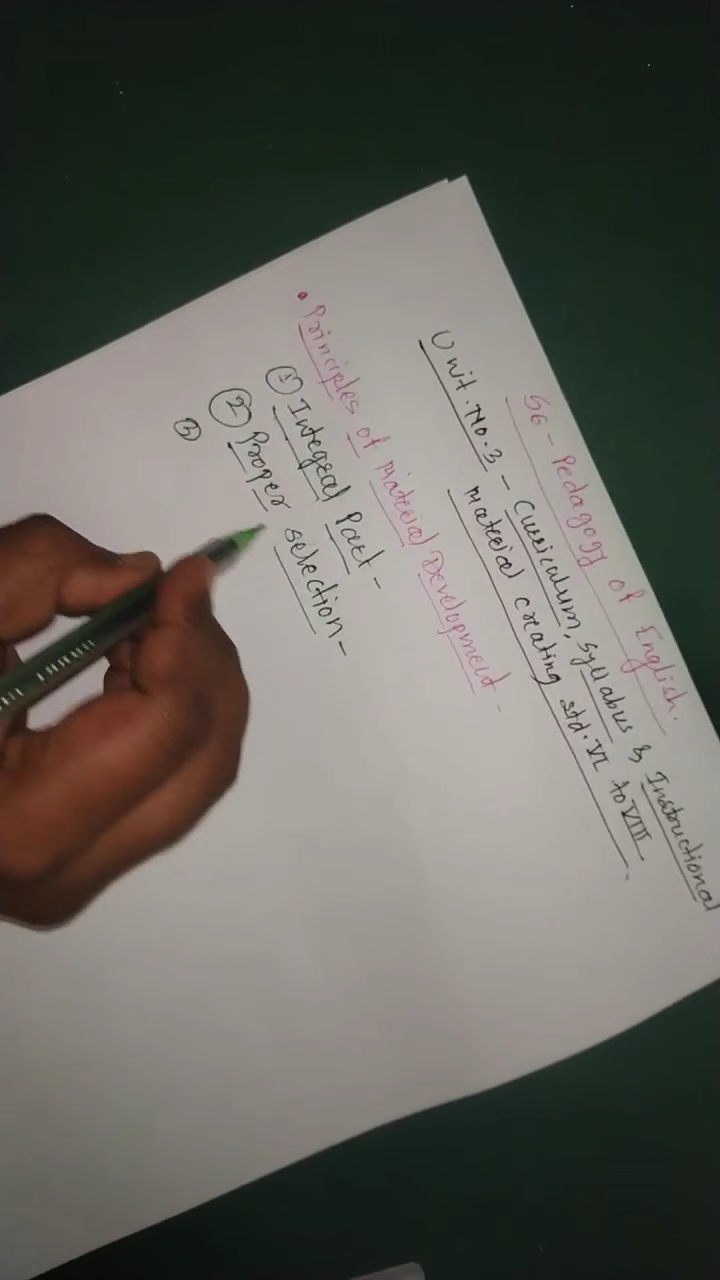 S6 - Pedagogy of English.
Unit. No. 3 - Curriculum, Syllabus & Instructional
Material creating std. VI to VIII.
• Principles of Material Development -
① Integral Part -
② Proper selection -
③